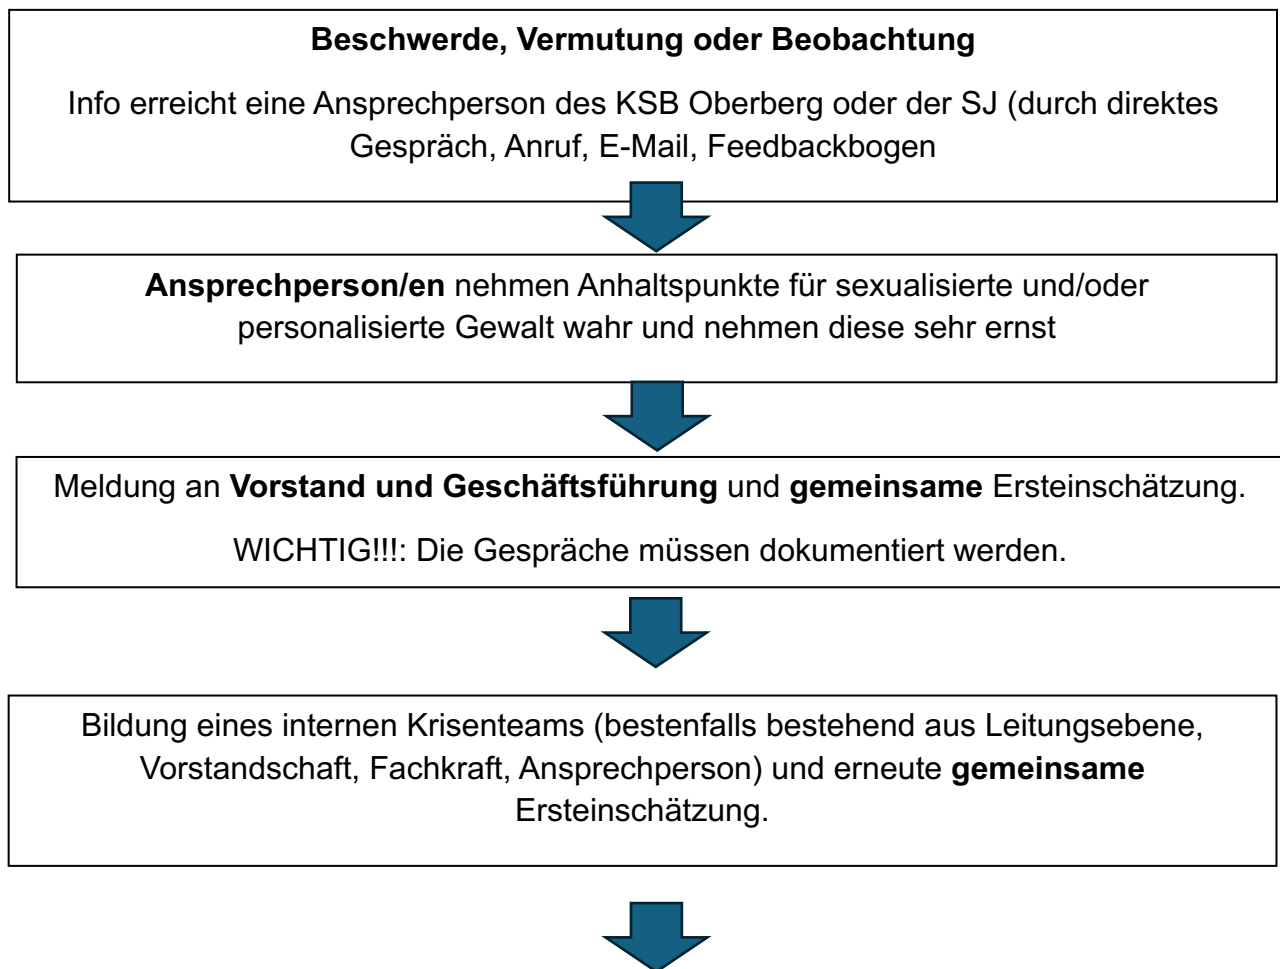 Beschwerde, Vermutung oder Beobachtung
Info erreicht eine Ansprechperson des KSB Oberberg oder der SJ (durch direktes
Gespräch, Anruf, E-Mail, Feedbackbogen
Ansprechperson/en nehmen Anhaltspunkte für sexualisierte und/oder
personalisierte Gewalt wahr und nehmen diese sehr ernst
Meldung an Vorstand und Geschäftsführung und gemeinsame Ersteinschätzung.
WICHTIG!!!: Die Gespräche müssen dokumentiert werden.
Bildung eines internen Krisenteams (bestenfalls bestehend aus Leitungsebene,
Vorstandschaft, Fachkraft, Ansprechperson) und erneute gemeinsame
Ersteinschätzung.